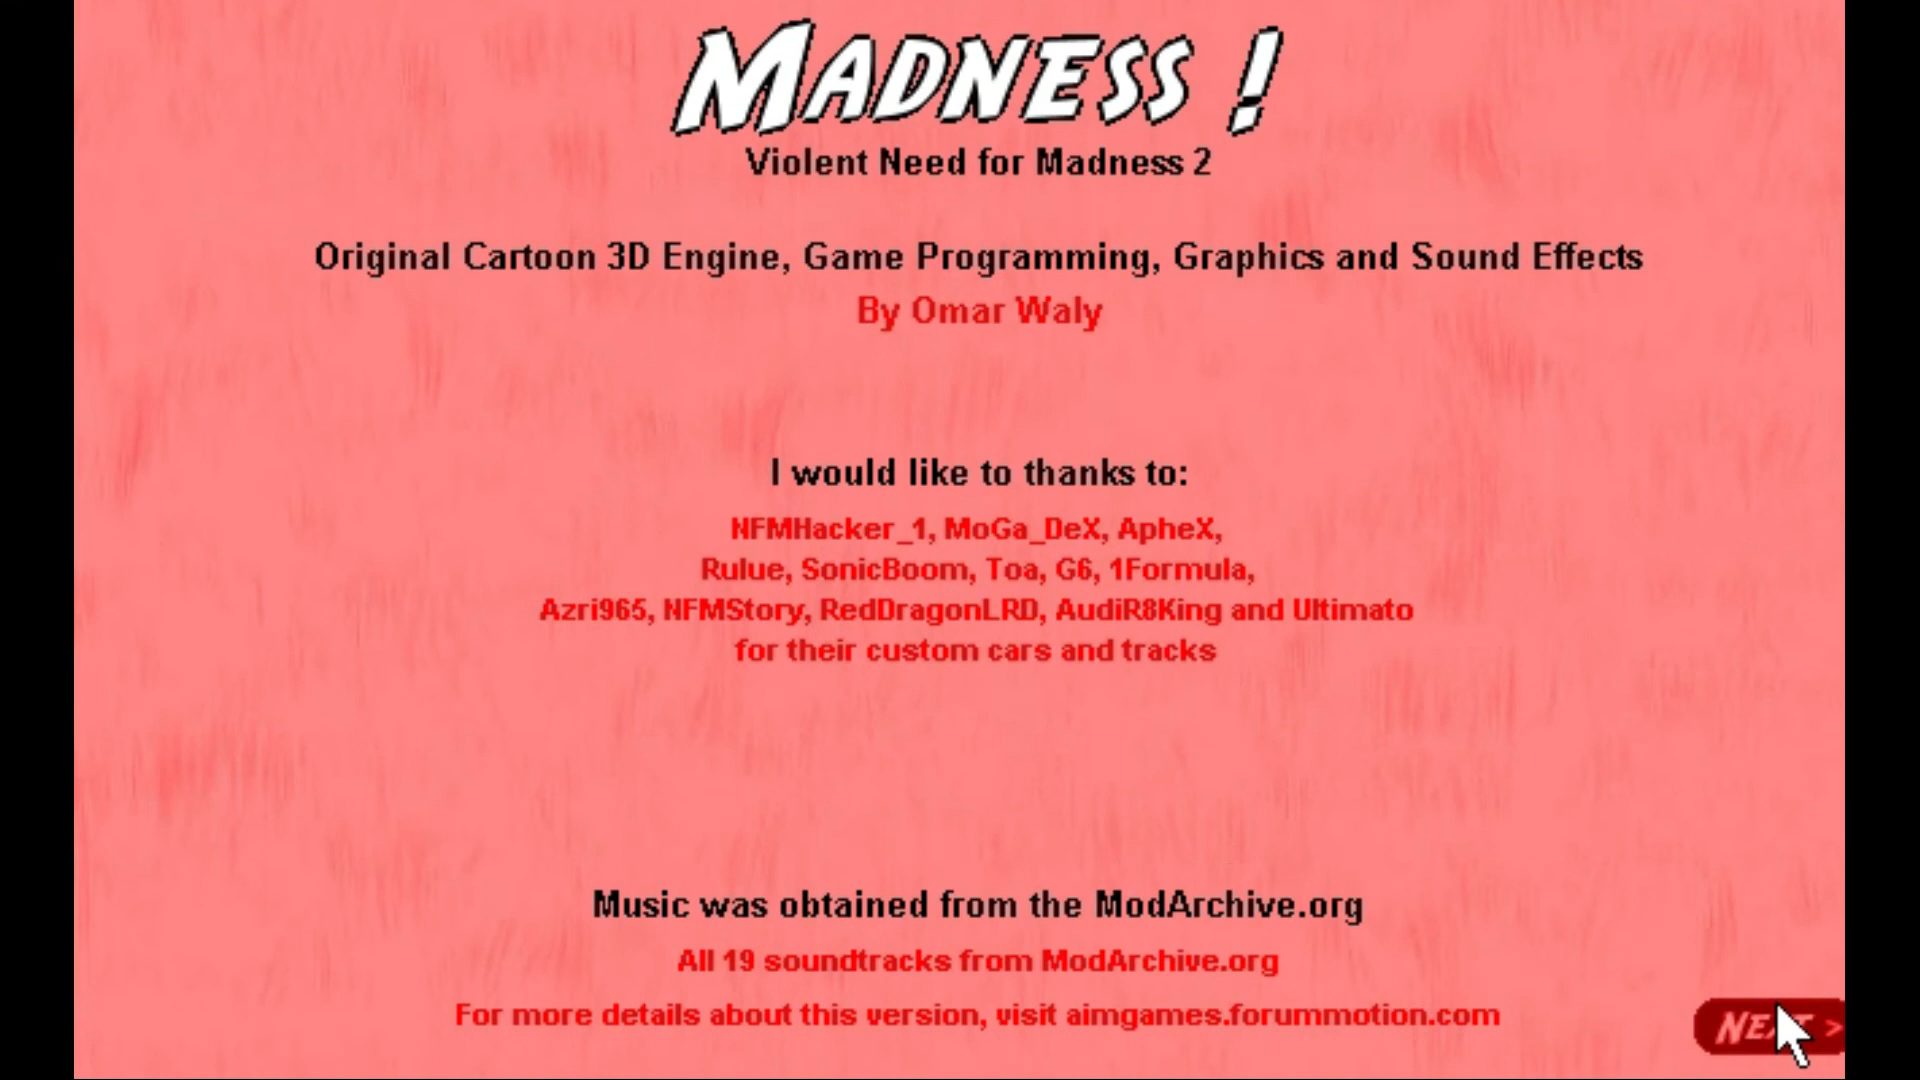 MADNESS !
Violent Need for Madness 2
Original Cartoon 3D Engine, Game Programming, Graphics and Sound Effects
By Omar Waly
I would like to thanks to:
NFMHacker_1, MoGa_DeX, ApheX,
Rulue, SonicBoom, Toa, G6, 1Formula,
Azri965, NFMStory, RedDragonLRD, AudiR8King and Ultimato
for their custom cars and tracks
Music was obtained from the ModArchive.org
All 19 soundtracks from ModArchive.org
For more details about this version, visit aimgames.forummotion.com
NEXT >